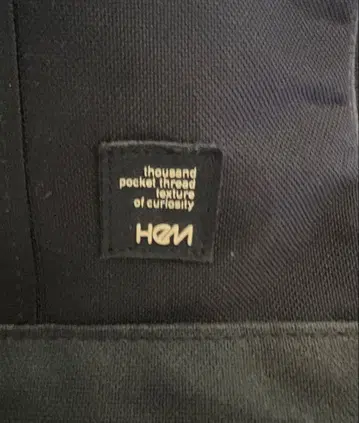 thousand
pocket thread
texture
of curiosity
HeM